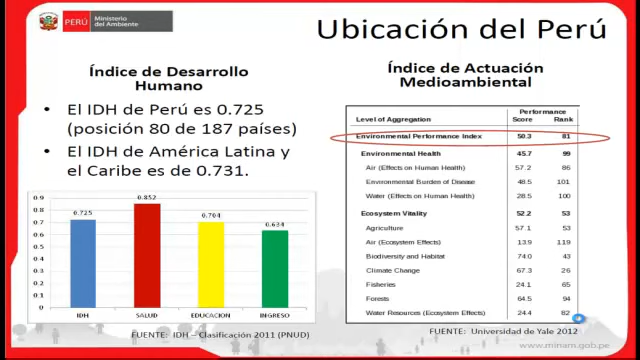 PERÚ
Ministerio
del Ambiente
Ubicación del Perú
Índice de Desarrollo
Humano
• El IDH de Perú es 0.725
(posición 80 de 187 países)
• El IDH de América Latina y
el Caribe es de 0.731.
0.9
0.8
0.7
0.6
0.5
0.4
0.3
0.2
0.1
0
0.725
0.852
0.704
0.634
IDH
SALUD
EDUCACION
INGRESO
FUENTE: IDH – Clasificación 2011 (PNUD)
Índice de Actuación
Medioambiental
Performance
Level of Aggregation Score Rank
Environmental Performance Index 50.3 81
Environmental Health 45.7 99
Air (Effects on Human Health) 57.2 86
Environmental Burden of Disease 48.5 101
Water (Effects on Human Health) 28.5 100
Ecosystem Vitality 52.2 53
Agriculture 57.1 53
Air (Ecosystem Effects) 13.9 119
Biodiversity and Habitat 74.0 43
Climate Change 67.3 26
Fisheries 24.1 65
Forests 64.5 94
Water Resources (Ecosystem Effects) 24.4 82
FUENTE: Universidad de Yale 2012
www.minam.gob.pe